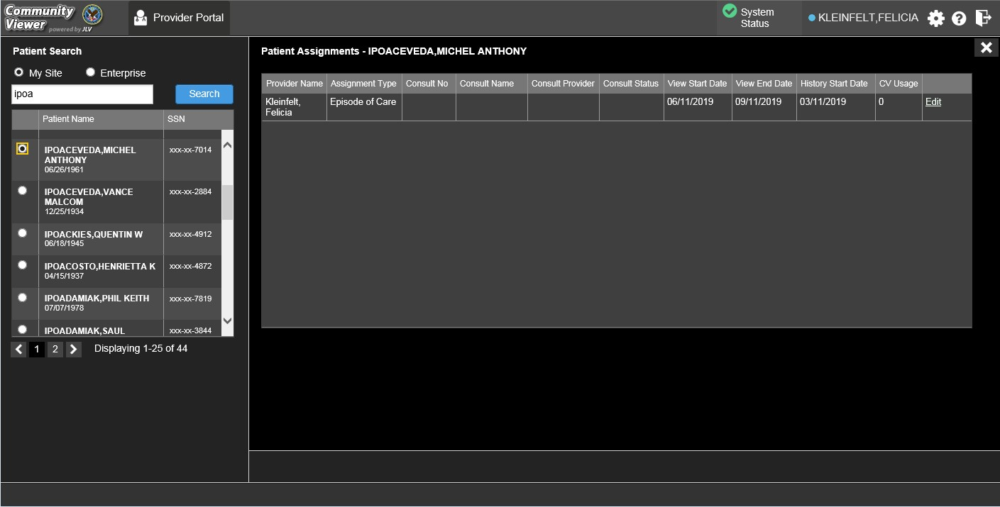 Community
Viewer powered by JLV
Provider Portal
System
Status
KLEINFELT,FELICIA
Patient Search
My Site Enterprise
ipoa Search
Patient Name SSN
IPOACEVEDA,MICHEL xxx-xx-7014
ANTHONY
06/26/1961
IPOACEVEDA,VANCE xxx-xx-2884
MALCOM
12/25/1934
IPOACKIES,QUENTIN W xxx-xx-4912
06/18/1945
IPOACOSTO,HENRIETTA K xxx-xx-4872
04/15/1937
IPOADAMIAK,PHIL KEITH xxx-xx-7819
07/07/1978
IPOADAMIAK,SAUL xxx-xx-3844
1 2 Displaying 1-25 of 44
Patient Assignments - IPOACEVEDA,MICHEL ANTHONY
Provider Name Assignment Type Consult No Consult Name Consult Provider Consult Status View Start Date View End Date History Start Date CV Usage
Kleinfelt, Episode of Care 06/11/2019 09/11/2019 03/11/2019 0 Edit
Felicia